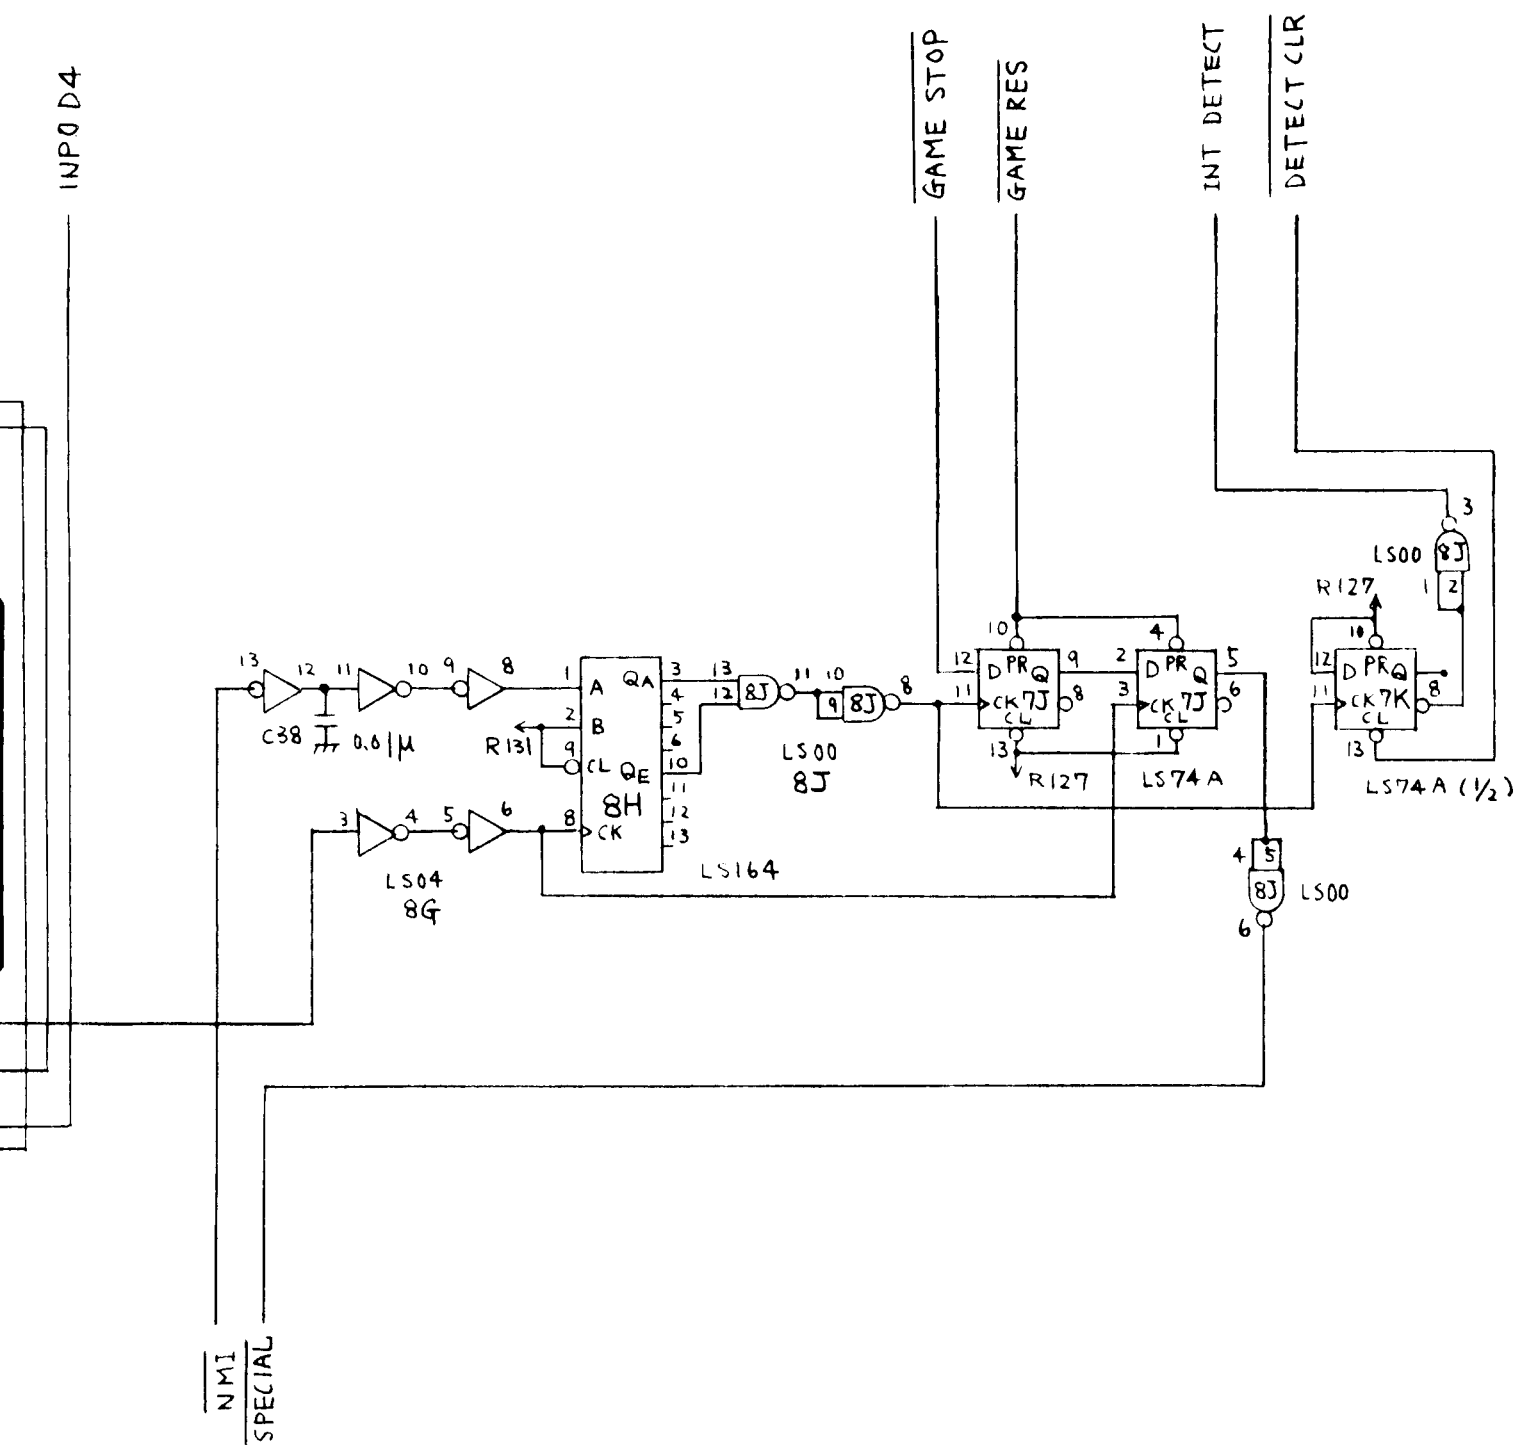 INP0 D4
GAME STOP
GAME RES
INT DETECT
DETECT CLR
3
LS00
8J
1
2
R127
10
12
D
PR
Q
11
CK
7K
8
CL
13
LS74A (1/2)
10
4
12
D
PR
Q
9
2
D
PR
Q
5
11
CK
7J
8
3
CK
7J
6
CL
CL
13
1
R127
LS74A
13
12
11
10
9
8
1
A
QA
3
13
11
10
8
4
12
8J
9
8J
C38
0.01μ
R131
2
B
5
9
CL
6
QE
10
LS00
8J
8H
11
12
3
4
5
6
8
CK
13
LS04
8G
LS164
4
5
8J
LS00
6
NMI
SPECIAL